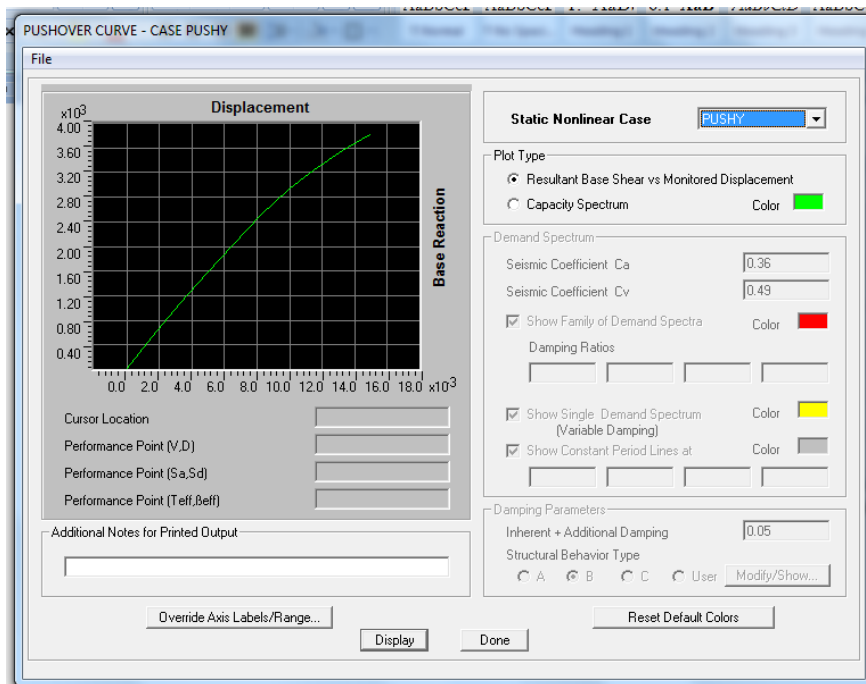 PUSHOVER CURVE - CASE PUSHY
File
Displacement
x10³
4.00
3.60
3.20
2.80
2.40
2.00
1.60
1.20
0.80
0.40
Base Reaction
0.0 2.0 4.0 6.0 8.0 10.0 12.0 14.0 16.0 18.0 x10³
Cursor Location
Performance Point (V,D)
Performance Point (Sa,Sd)
Performance Point (Teff,ßeff)
Additional Notes for Printed Output
Override Axis Labels/Range...
Static Nonlinear Case PUSHY
Plot Type
Resultant Base Shear vs Monitored Displacement
Capacity Spectrum Color
Demand Spectrum
Seismic Coefficient Ca 0.36
Seismic Coefficient Cv 0.49
Show Family of Demand Spectra Color
Damping Ratios
Show Single Demand Spectrum Color
(Variable Damping)
Show Constant Period Lines at Color
Damping Parameters
Inherent + Additional Damping 0.05
Structural Behavior Type
A B C User Modify/Show...
Reset Default Colors
Display Done